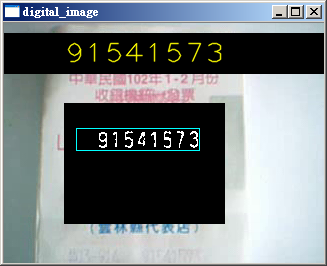 digital_image
91541573
中華民國102年1-2月份
收銀機統一發票
91541573
(雲林縣代表店)